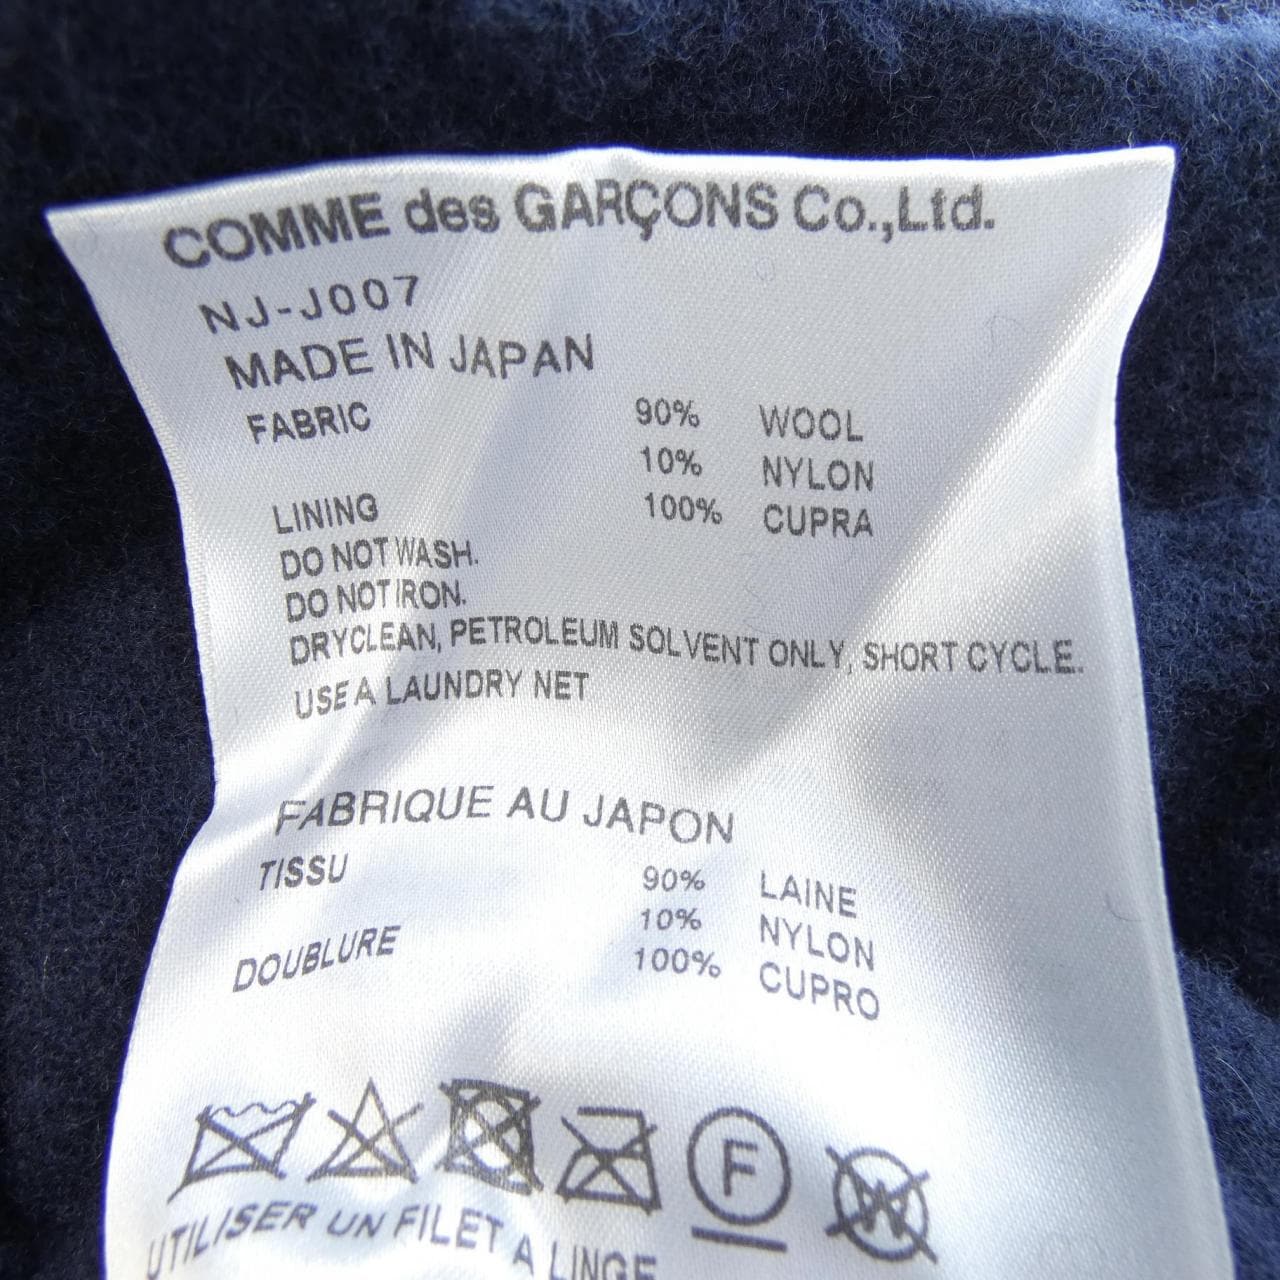 COMME des GARÇONS Co.,Ltd.
NJ-J007
MADE IN JAPAN
FABRIC 90% WOOL
10% NYLON
LINING 100% CUPRA
DO NOT WASH.
DO NOT IRON.
DRYCLEAN, PETROLEUM SOLVENT ONLY, SHORT CYCLE.
USE A LAUNDRY NET
FABRIQUE AU JAPON
TISSU 90% LAINE
10% NYLON
DOUBLURE 100% CUPRO
F W
UTILISER UN FILET A LINGE